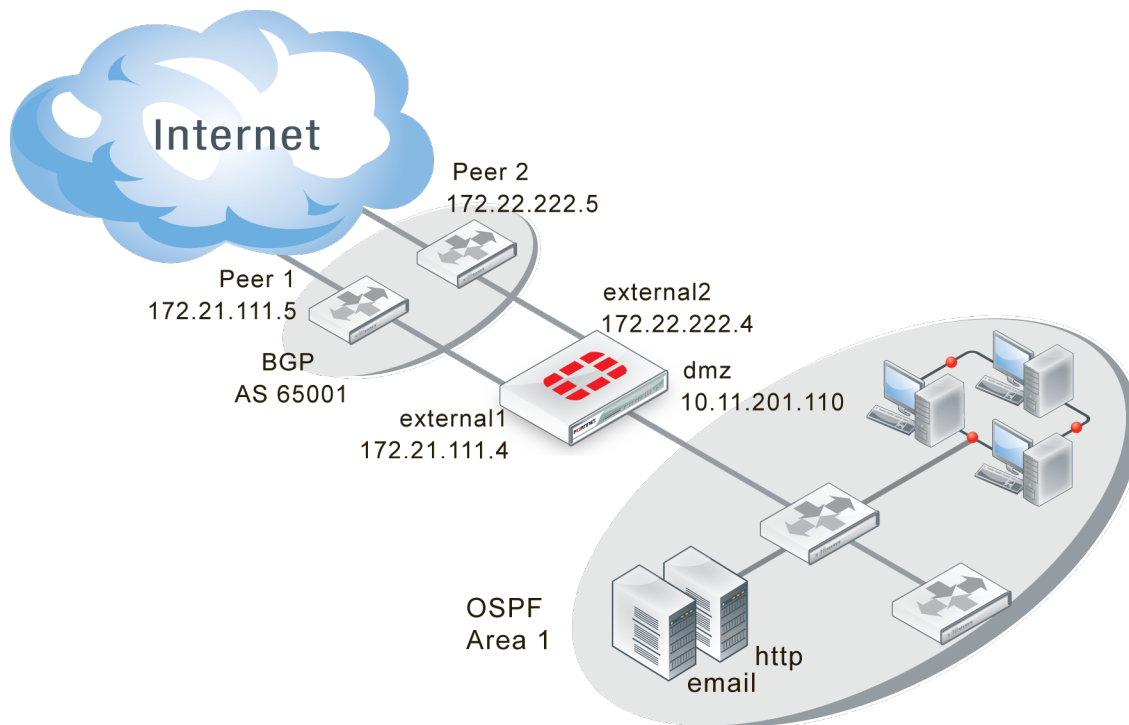 Internet
Peer 2
172.22.222.5
Peer 1
172.21.111.5
external2
172.22.222.4
BGP
AS 65001
dmz
10.11.201.110
external1
172.21.111.4
FORTINET
OSPF
Area 1
http
email